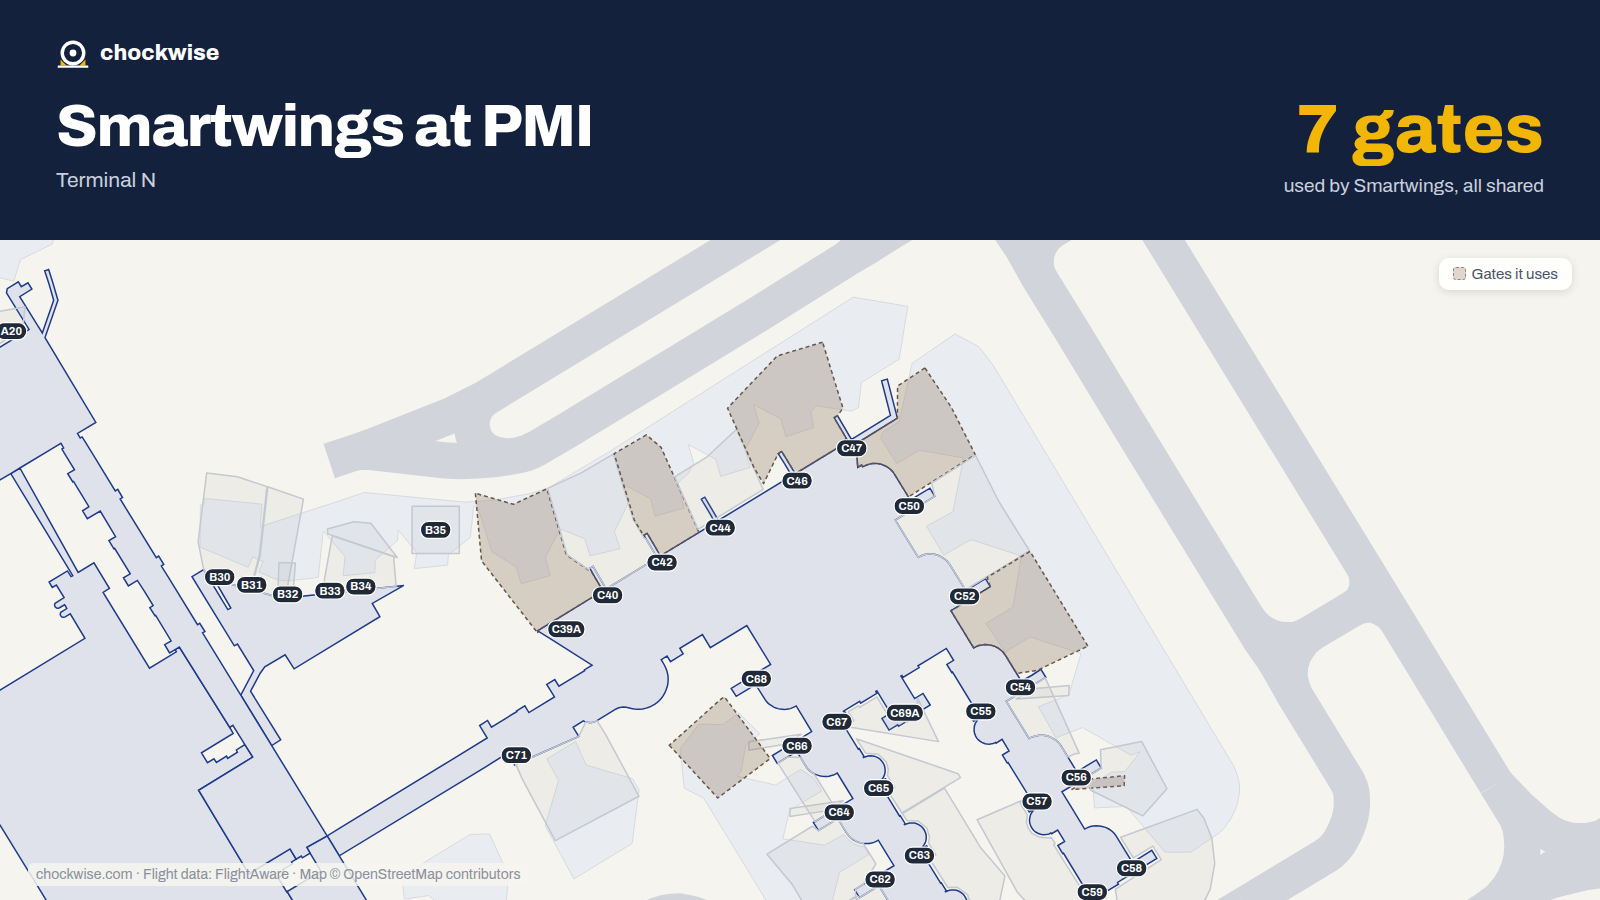 chockwise
Smartwings at PMI
Terminal N
7 gates
used by Smartwings, all shared
Gates it uses
A20
B30
B31
B32
B33
B34
B35
C39A
C40
C42
C44
C46
C47
C50
C52
C54
C55
C56
C57
C58
C59
C62
C63
C64
C65
C66
C67
C68
C69A
C71
chockwise.com · Flight data: FlightAware · Map © OpenStreetMap contributors